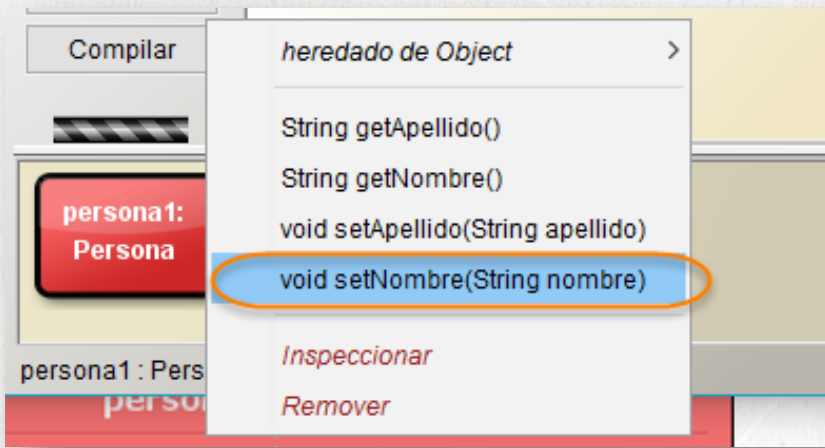 Compilar
heredado de Object
String getApellido()
String getNombre()
void setApellido(String apellido)
void setNombre(String nombre)
Inspeccionar
Remover
persona1:
Persona
persona1 : Pers
perso